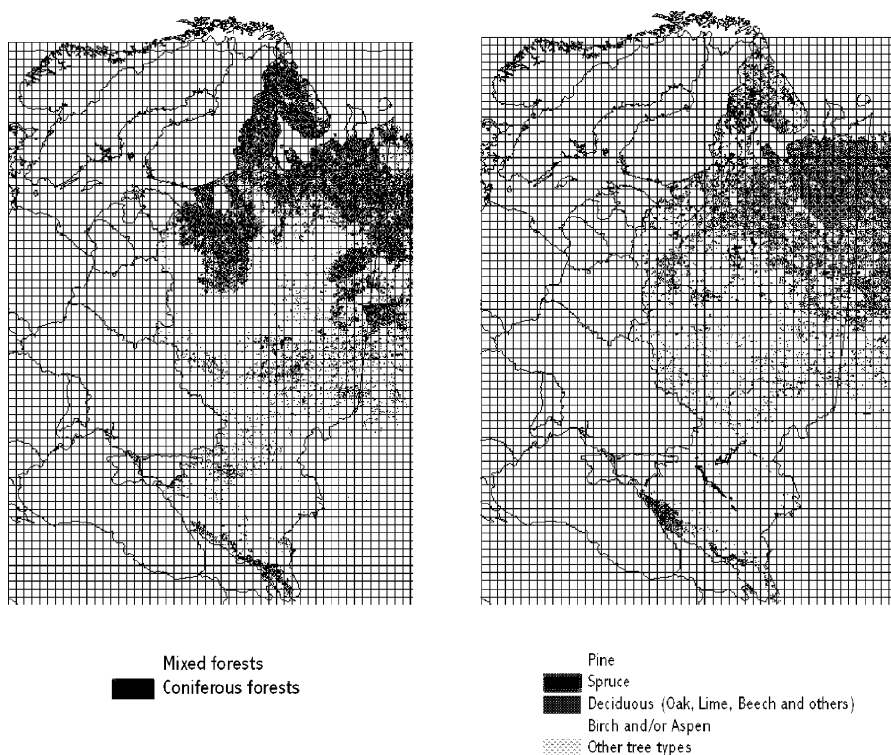 Mixed forests
Coniferous forests
Pine
Spruce
Deciduous (Oak, Lime, Beech and others)
Birch and/or Aspen
Other tree types